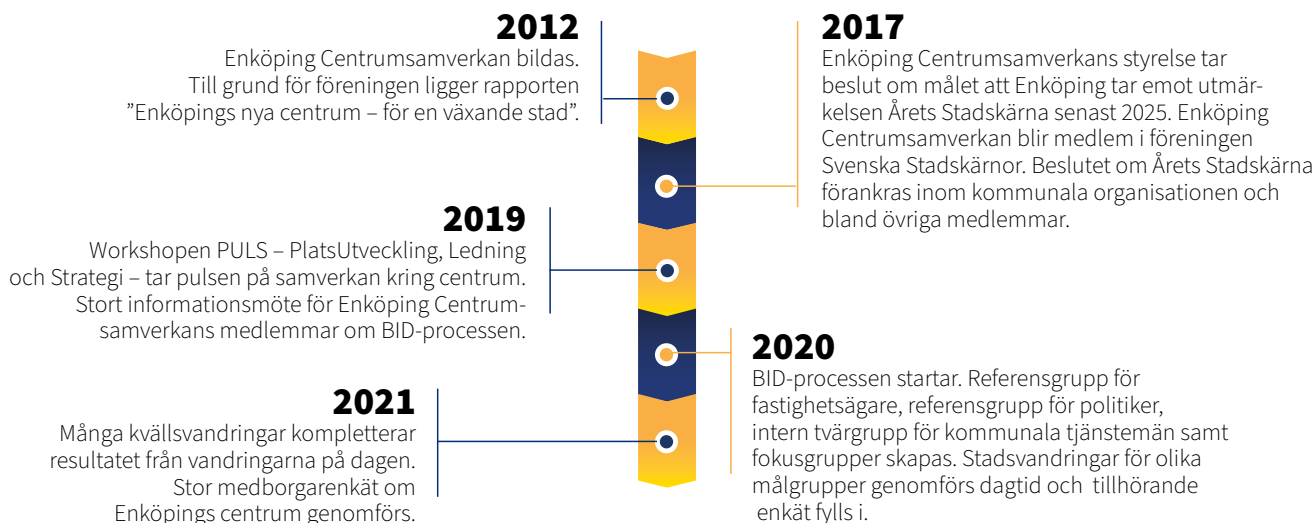 2012
Enköping Centrumsamverkan bildas.
Till grund för föreningen ligger rapporten
”Enköpings nya centrum – för en växande stad”.
2017
Enköping Centrumsamverkans styrelse tar
beslut om målet att Enköping tar emot utmär-
kelsen Årets Stadskärna senast 2025. Enköping
Centrumsamverkan blir medlem i föreningen
Svenska Stadskärnor. Beslutet om Årets Stadskärna
förankras inom kommunala organisationen och
bland övriga medlemmar.
2019
Workshopen PULS – PlatsUtveckling, Ledning
och Strategi – tar pulsen på samverkan kring centrum.
Stort informationsmöte för Enköping Centrum-
samverkans medlemmar om BID-processen.
2020
BID-processen startar. Referensgrupp för
fastighetsägare, referensgrupp för politiker,
intern tvärgrupp för kommunala tjänstemän samt
fokusgrupper skapas. Stadsvandringar för olika
målgrupper genomförs dagtid och tillhörande
enkät fylls i.
2021
Många kvällsvandringar kompletterar
resultatet från vandringarna på dagen.
Stor medborgarenkät om
Enköpings centrum genomförs.